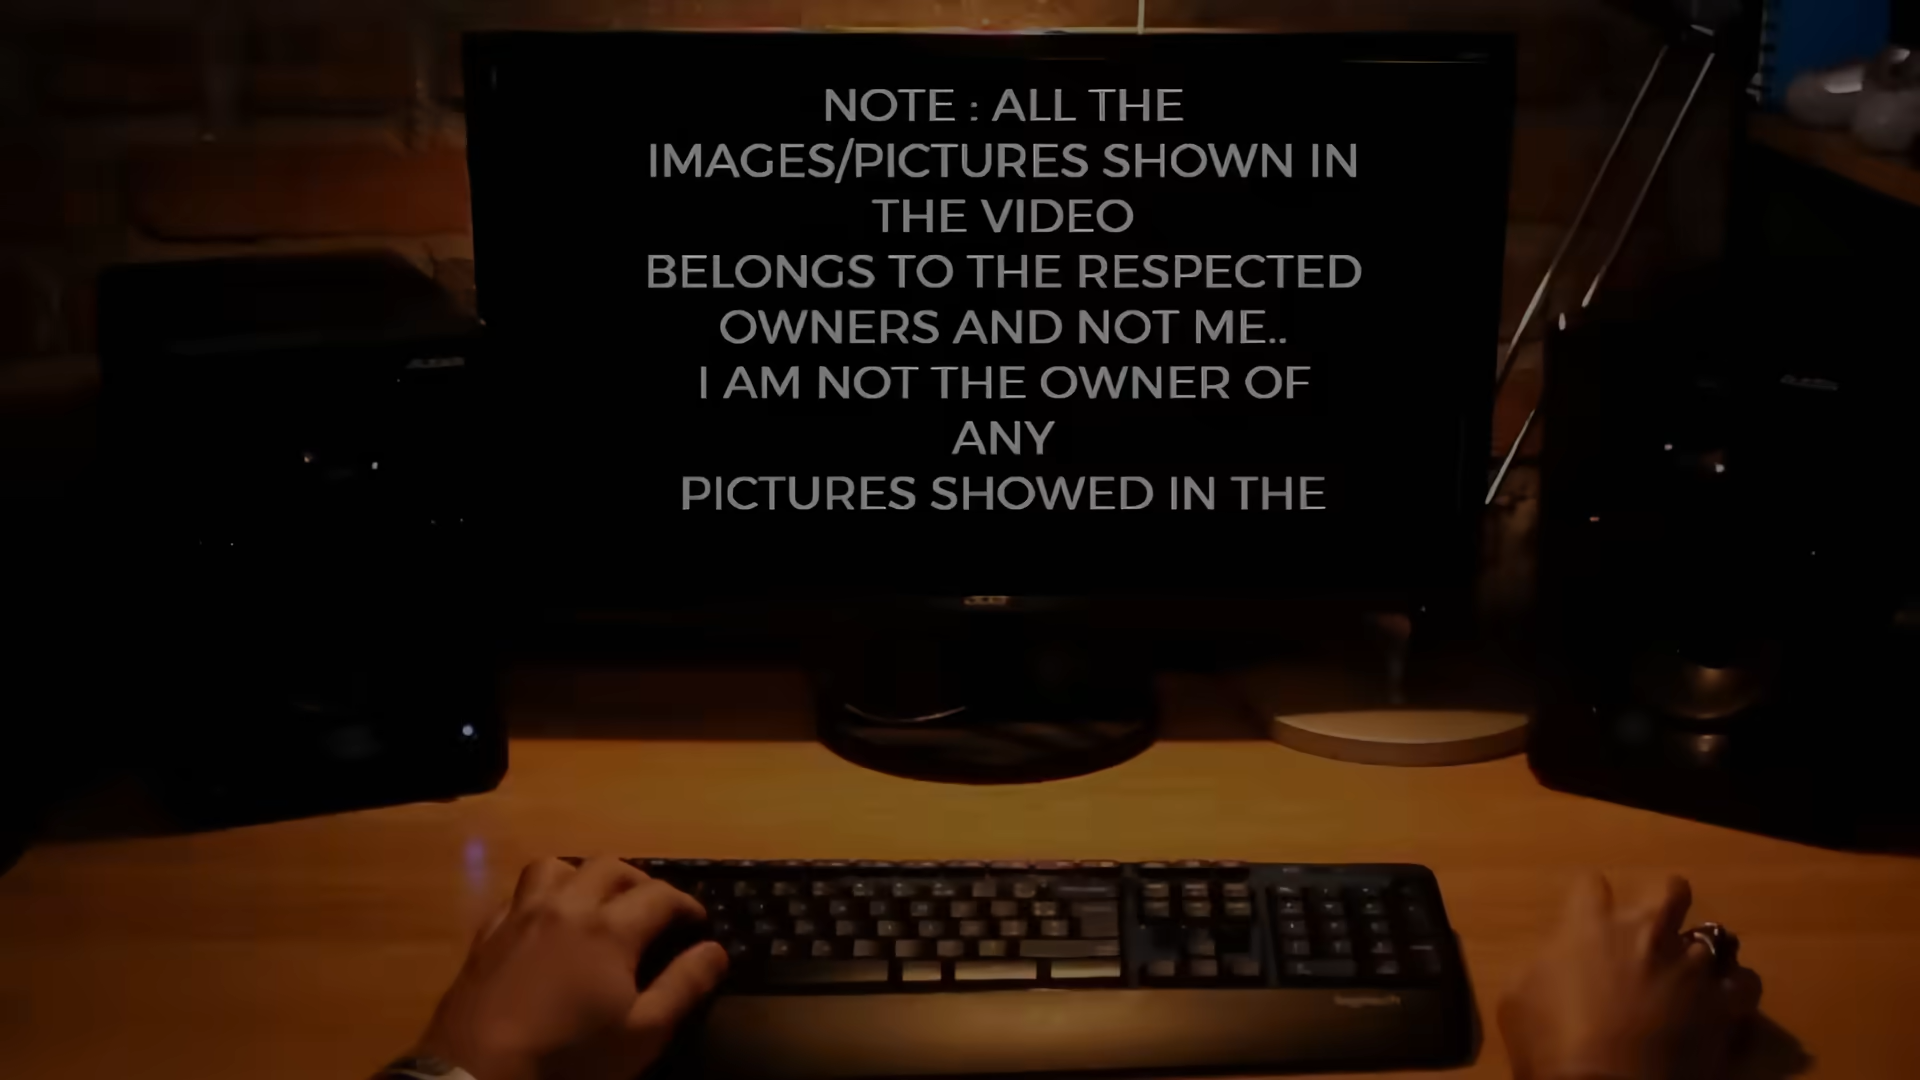 NOTE : ALL THE
IMAGES/PICTURES SHOWN IN
THE VIDEO
BELONGS TO THE RESPECTED
OWNERS AND NOT ME..
I AM NOT THE OWNER OF
ANY
PICTURES SHOWED IN THE